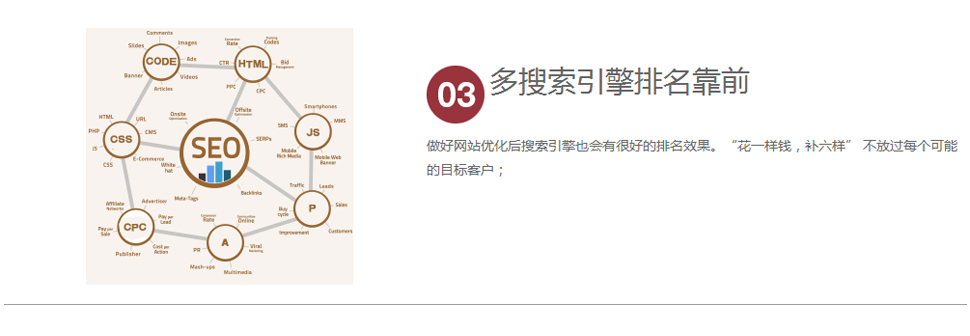 Comments
Slides
Images
CODE
Ads
Banner
Videos
Articles
Conversion
Rate
Tracking
Codes
CTR
HTML
Bid
Management
PPC
CPC
Smartphones
MMS
SMS
JS
Mobile
Rich Media
Mobile Web
Banner
HTML
URL
PHP
CSS
CMS
JS
CSS
E-Commerce
Onsite
Optimization
Offsite
Optimization
SERPs
SEO
White
hat
Meta-Tags
Backlinks
Traffic
Leads
Buy
cycle
P
Sales
Improvement
Customers
Affiliate
Networks
Advertiser
Pay per
Lead
CPC
Pay per
Sale
Cost per
Action
Publisher
Conversion
Rate
Communities
Online
PR
A
Viral
Marketing
Mash-ups
Multimedia
03
多搜索引擎排名靠前
做好网站优化后搜索引擎也会有很好的排名效果。“花一样钱，补六样” 不放过每个可能
的目标客户；